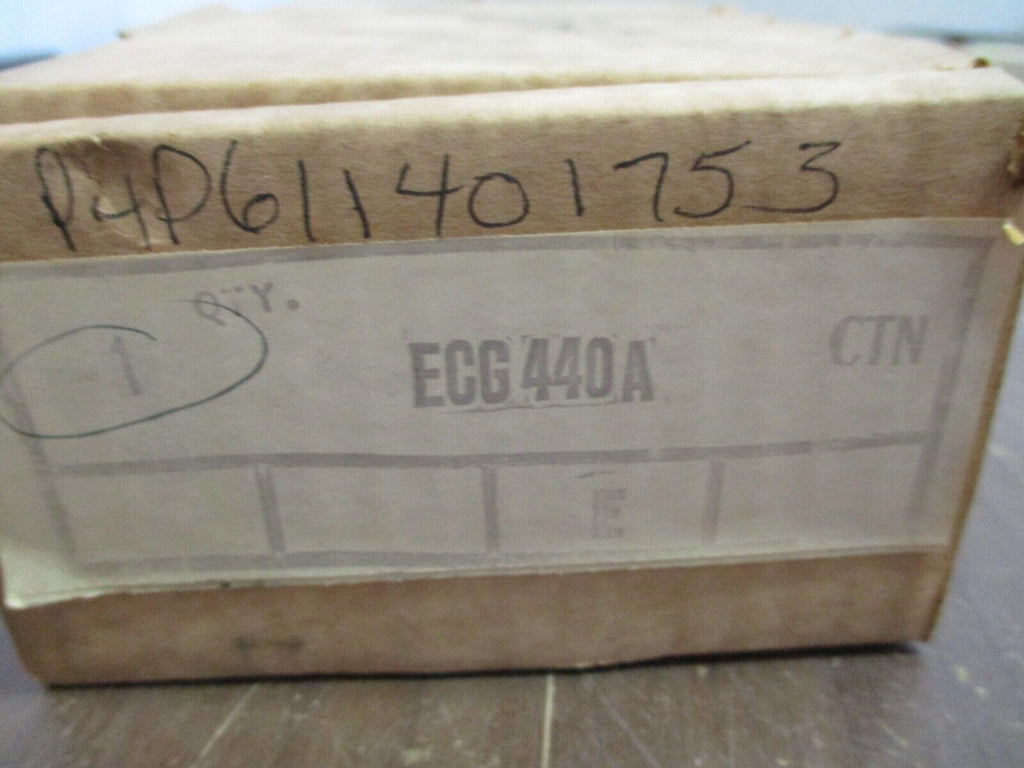 P4P611401753
QTY.
1 ECG 440A CTN
E